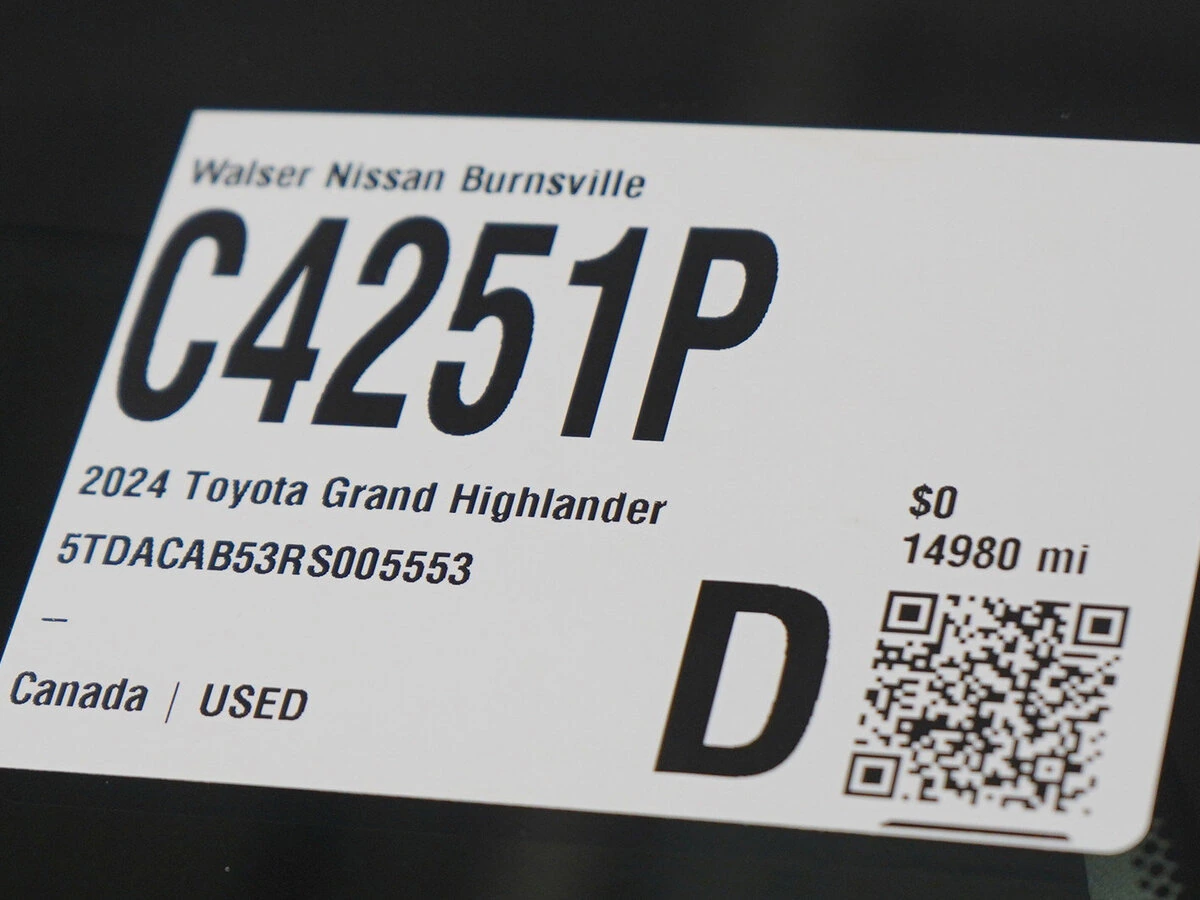 Walser Nissan Burnsville
C4251P
2024 Toyota Grand Highlander
5TDACAB53RS005553
$0
14980 mi
–
Canada | USED
D